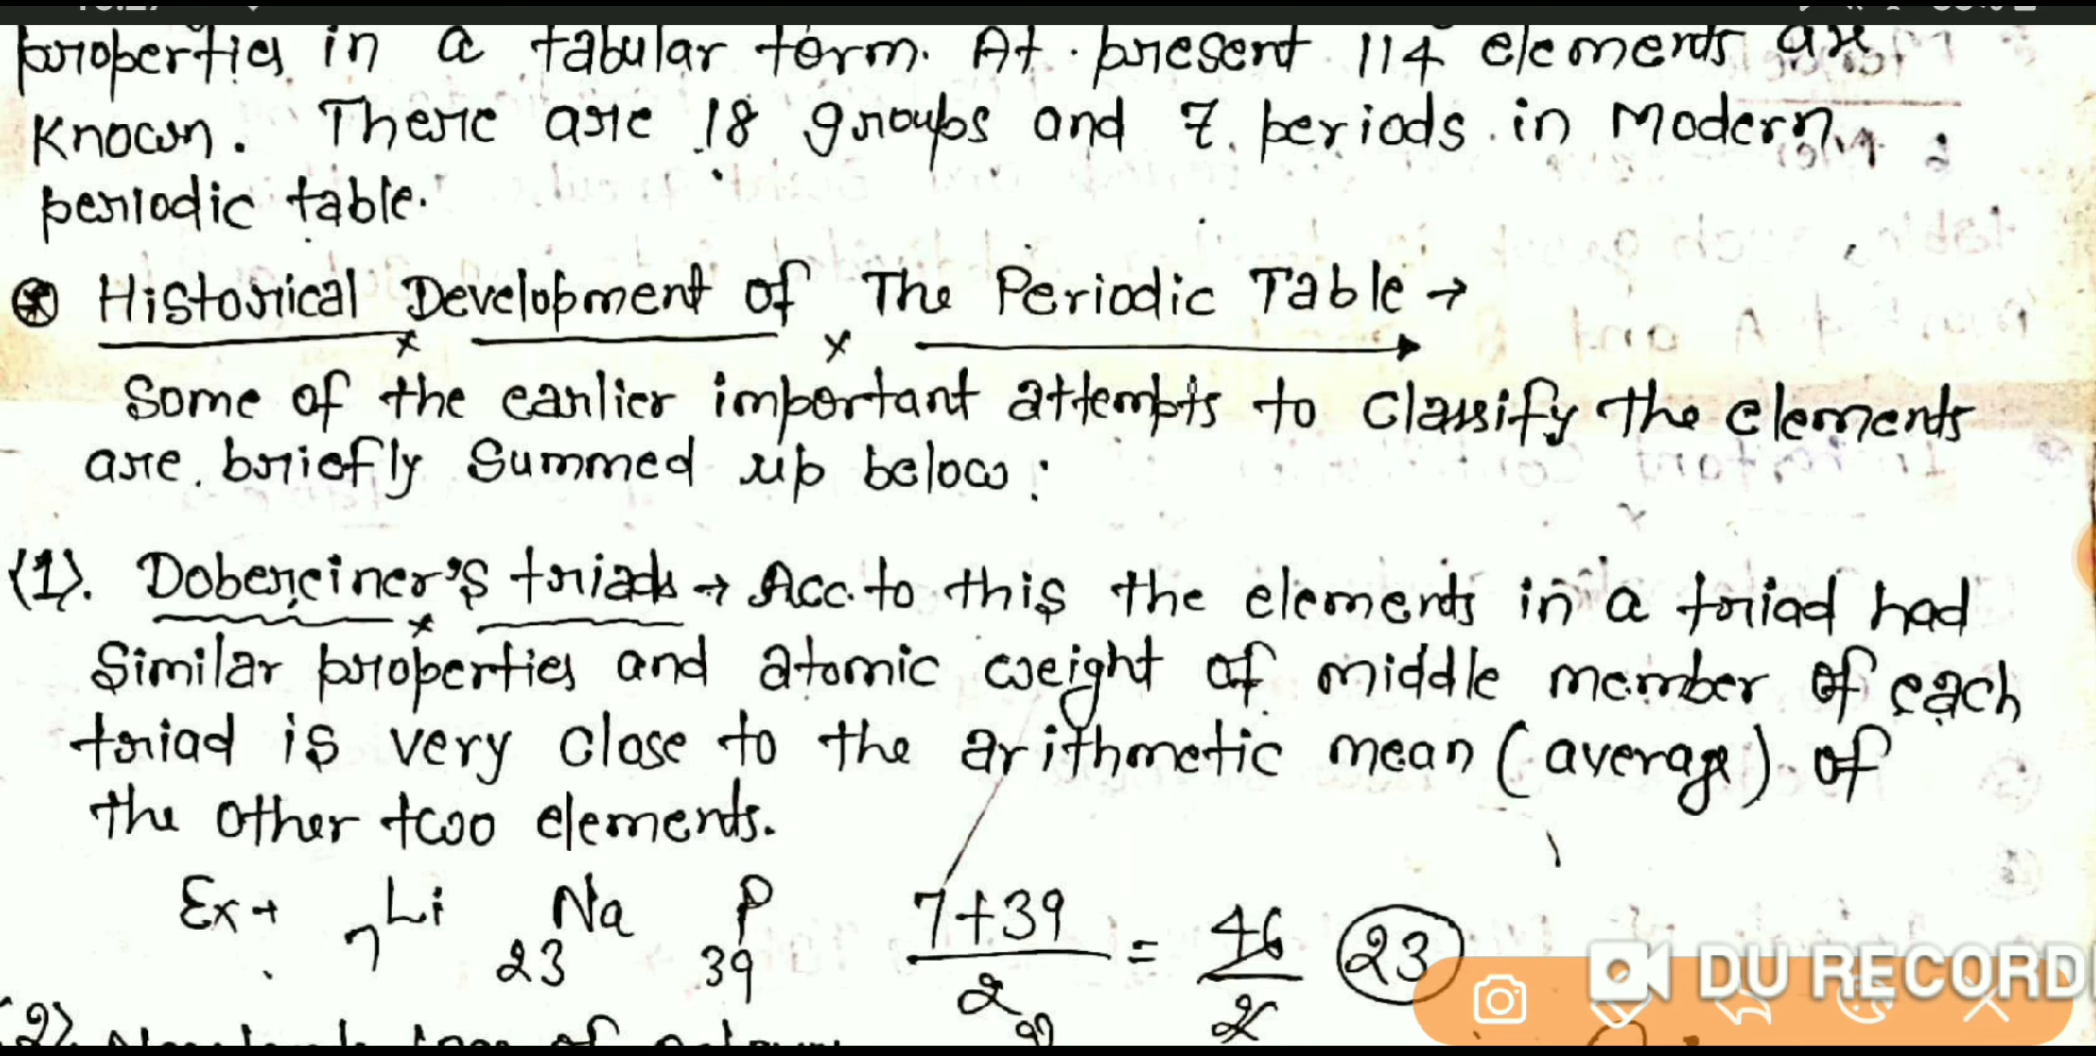 properties in a tabular form. At present 114 elements are
Known. There are 18 groups and 7 periods in Modern
periodic table.
Historical Development of The Periodic Table →
Some of the earlier important attempts to Classify the elements
are briefly Summed up below:
(1). Dobereiner's triads → Acc. to this the elements in a triad had
Similar properties and atomic weight of middle member of each
triad is very close to the arithmetic mean (average) of
the other two elements.
Ex → 7Li 23Na 39P 7+39/2 = 46/2 23
DU RECORD
(2).